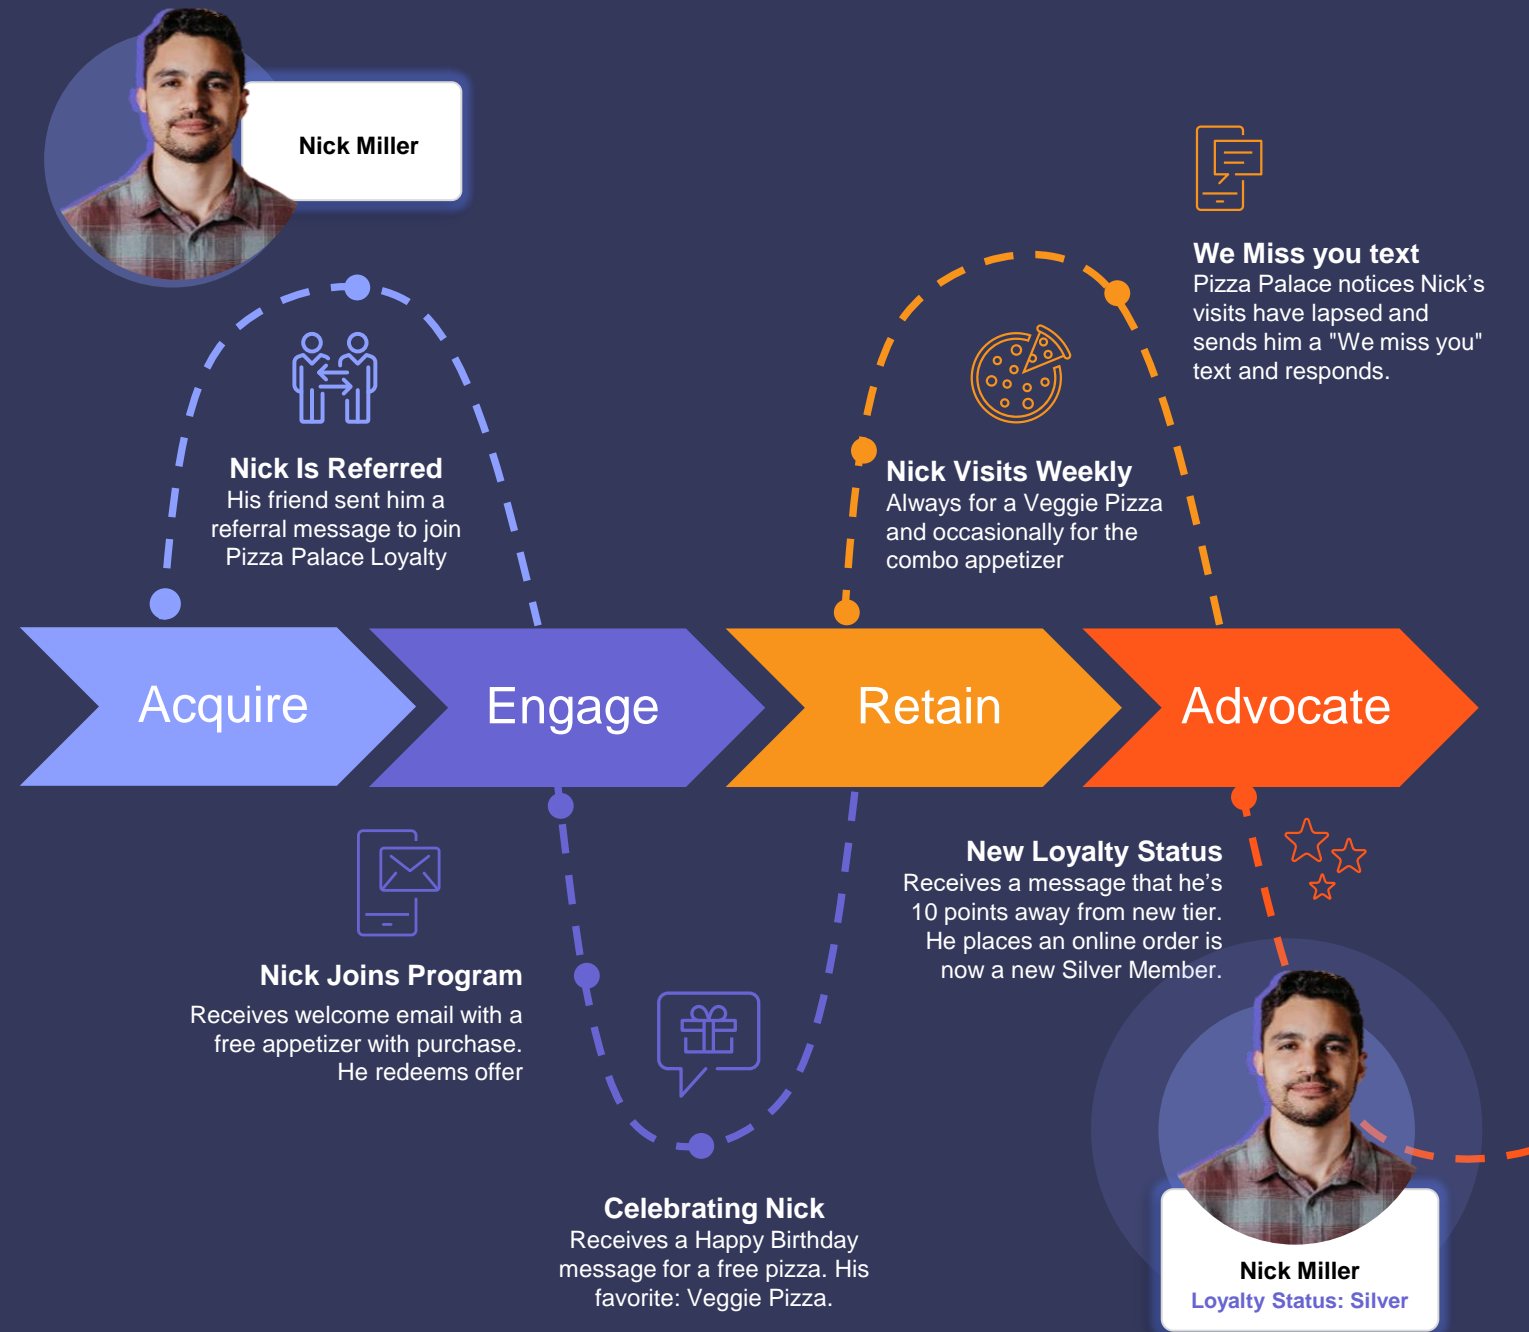 Nick Miller
Nick Is Referred
His friend sent him a
referral message to join
Pizza Palace Loyalty
Nick Visits Weekly
Always for a Veggie Pizza
and occasionally for the
combo appetizer
We Miss you text
Pizza Palace notices Nick’s
visits have lapsed and
sends him a "We miss you"
text and responds.
Acquire
Engage
Retain
Advocate
Nick Joins Program
Receives welcome email with a
free appetizer with purchase.
He redeems offer
Celebrating Nick
Receives a Happy Birthday
message for a free pizza. His
favorite: Veggie Pizza.
New Loyalty Status
Receives a message that he’s
10 points away from new tier.
He places an online order is
now a new Silver Member.
Nick Miller
Loyalty Status: Silver